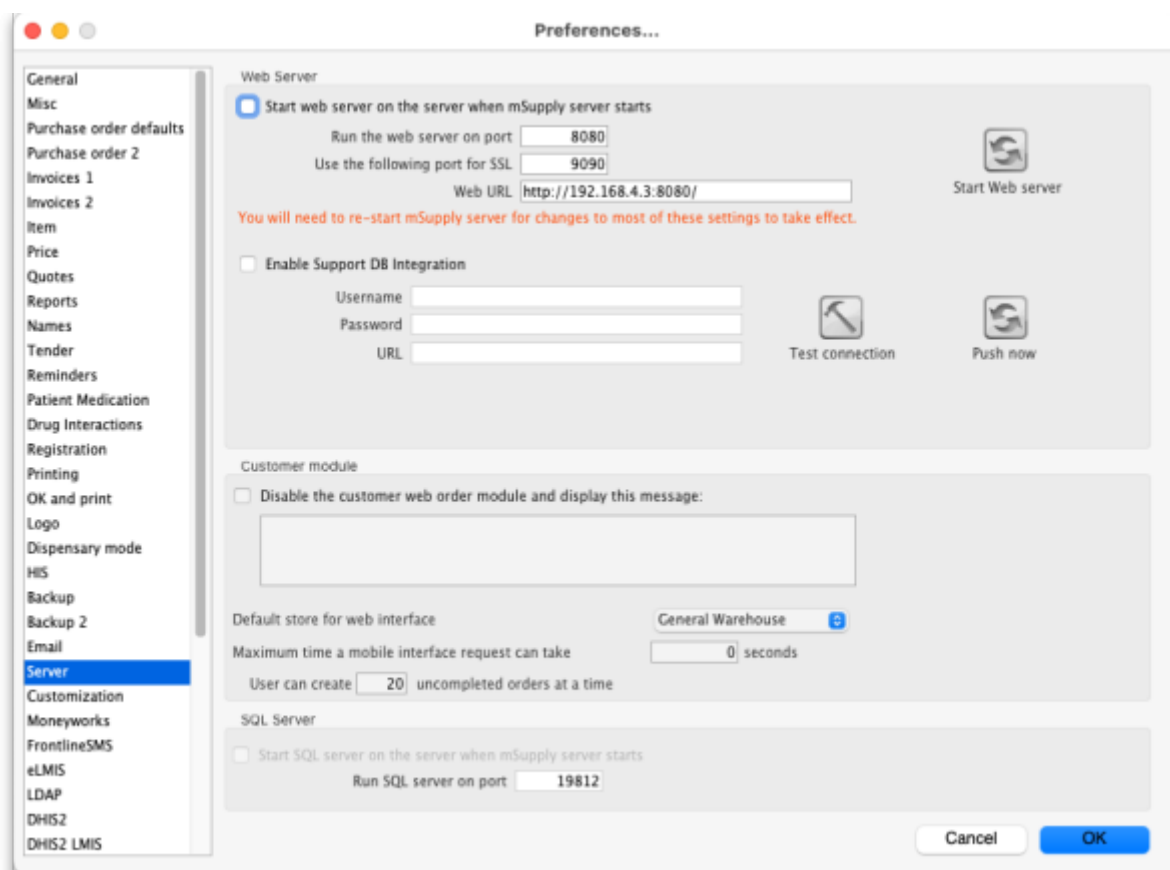 Preferences...
General
Misc
Purchase order defaults
Purchase order 2
Invoices 1
Invoices 2
Item
Price
Quotes
Reports
Names
Tender
Reminders
Patient Medication
Drug Interactions
Registration
Printing
OK and print
Logo
Dispensary mode
HIS
Backup
Backup 2
Email
Server
Customization
Moneyworks
FrontlineSMS
eLMIS
LDAP
DHIS2
DHIS2 LMIS
Web Server
Start web server on the server when mSupply server starts
Run the web server on port 8080
Use the following port for SSL 9090
Web URL http://192.168.4.3:8080/
Start Web server
You will need to re-start mSupply server for changes to most of these settings to take effect.
Enable Support DB Integration
Username
Password
URL
Test connection
Push now
Customer module
Disable the customer web order module and display this message:
Default store for web interface General Warehouse
Maximum time a mobile interface request can take 0 seconds
User can create 20 uncompleted orders at a time
SQL Server
Start SQL server on the server when mSupply server starts
Run SQL server on port 19812
Cancel OK